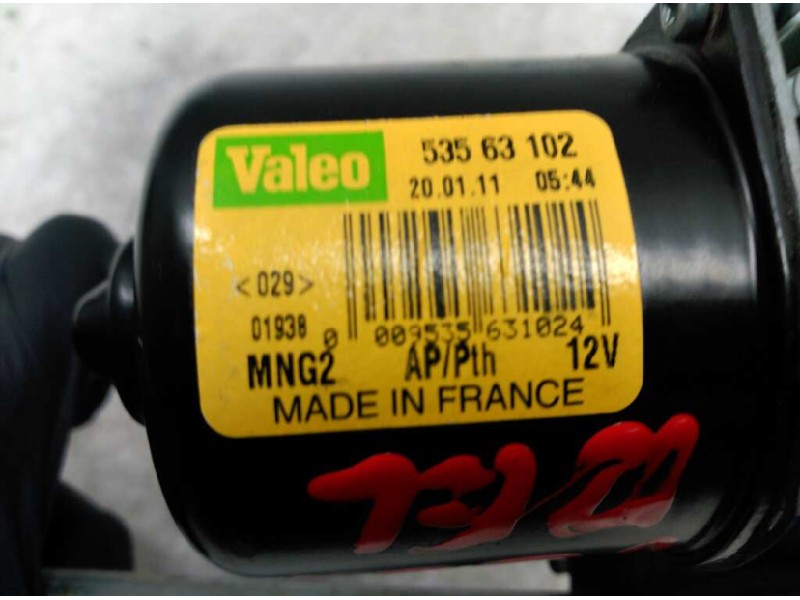 Valeo 535 63 102
20.01.11 05:44
<029>
01938
0 009535 631024
MNG2 AP/Pth 12V
MADE IN FRANCE